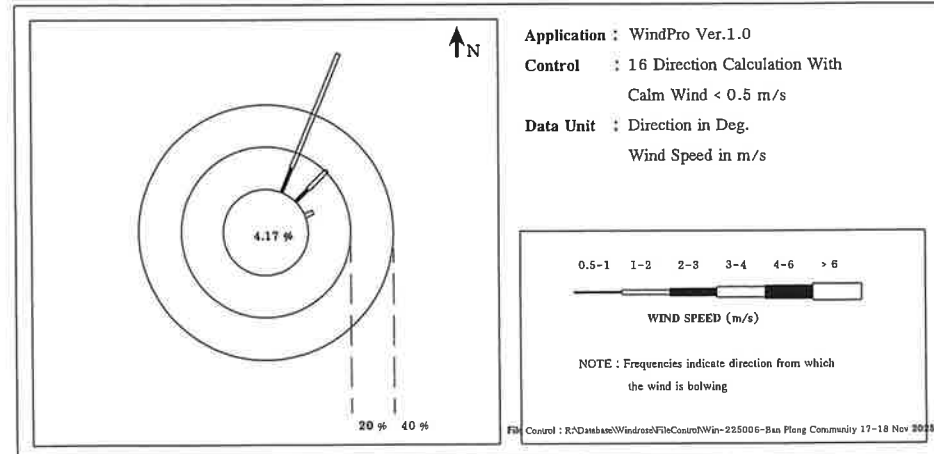 N
4.17 %
20 % 40 %
Application : WindPro Ver.1.0
Control : 16 Direction Calculation With
Calm Wind < 0.5 m/s
Data Unit : Direction in Deg.
Wind Speed in m/s
0.5-1 1-2 2-3 3-4 4-6 > 6
WIND SPEED (m/s)
NOTE : Frequencies indicate direction from which
the wind is bolwing
File Control : R:\Database\Windrose\FileControl\Win-225006-Ban Plong Community 17-18 Nov 2025